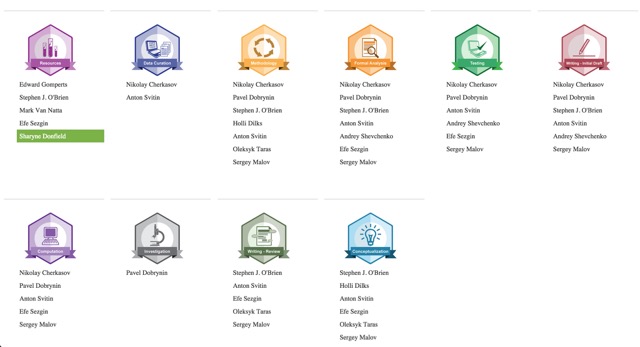 Resources
Edward Gomperts
Stephen J. O'Brien
Mark Van Natta
Efe Sezgin
Sharyne Donfield
Data Curation
Nikolay Cherkasov
Anton Svitin
Methodology
Nikolay Cherkasov
Pavel Dobrynin
Stephen J. O'Brien
Holli Dilks
Anton Svitin
Oleksyk Taras
Sergey Malov
Formal Analysis
Nikolay Cherkasov
Pavel Dobrynin
Stephen J. O'Brien
Anton Svitin
Andrey Shevchenko
Efe Sezgin
Sergey Malov
Testing
Nikolay Cherkasov
Pavel Dobrynin
Anton Svitin
Andrey Shevchenko
Efe Sezgin
Sergey Malov
Writing - Initial Draft
Nikolay Cherkasov
Pavel Dobrynin
Stephen J. O'Brien
Anton Svitin
Andrey Shevchenko
Efe Sezgin
Sergey Malov
Computation
Nikolay Cherkasov
Pavel Dobrynin
Anton Svitin
Efe Sezgin
Sergey Malov
Investigation
Pavel Dobrynin
Writing - Review
Stephen J. O'Brien
Anton Svitin
Efe Sezgin
Oleksyk Taras
Sergey Malov
Conceptualization
Stephen J. O'Brien
Holli Dilks
Anton Svitin
Efe Sezgin
Oleksyk Taras
Sergey Malov